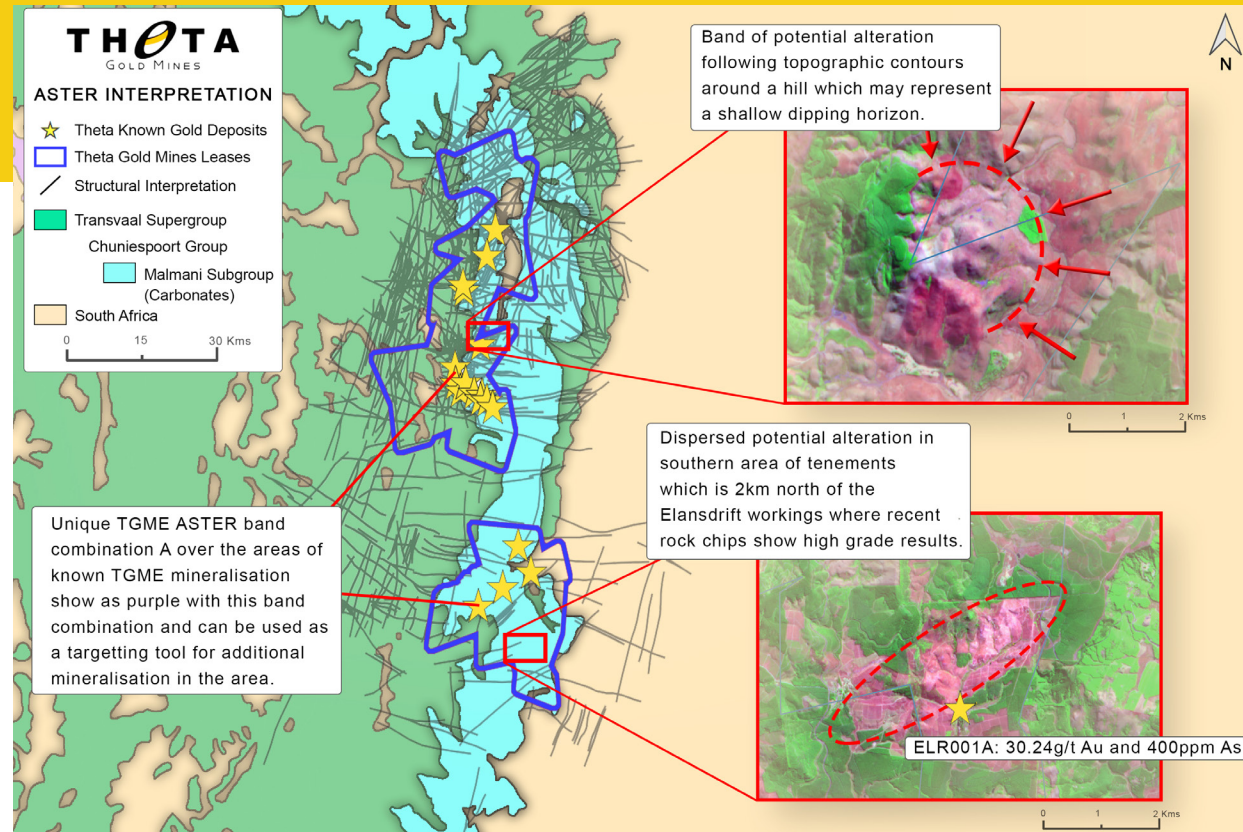 THETA
GOLD MINES
ASTER INTERPRETATION
Theta Known Gold Deposits
Theta Gold Mines Leases
Structural Interpretation
Transvaal Supergroup
Chuniespoort Group
Malmani Subgroup
(Carbonates)
South Africa
0 15 30 Kms
Band of potential alteration
following topographic contours
around a hill which may represent
a shallow dipping horizon.
N
0 1 2 Kms
Dispersed potential alteration in
southern area of tenements
which is 2km north of the
Elansdrift workings where recent
rock chips show high grade results.
Unique TGME ASTER band
combination A over the areas of
known TGME mineralisation
show as purple with this band
combination and can be used as
a targetting tool for additional
mineralisation in the area.
ELR001A: 30.24g/t Au and 400ppm As
0 1 2 Kms